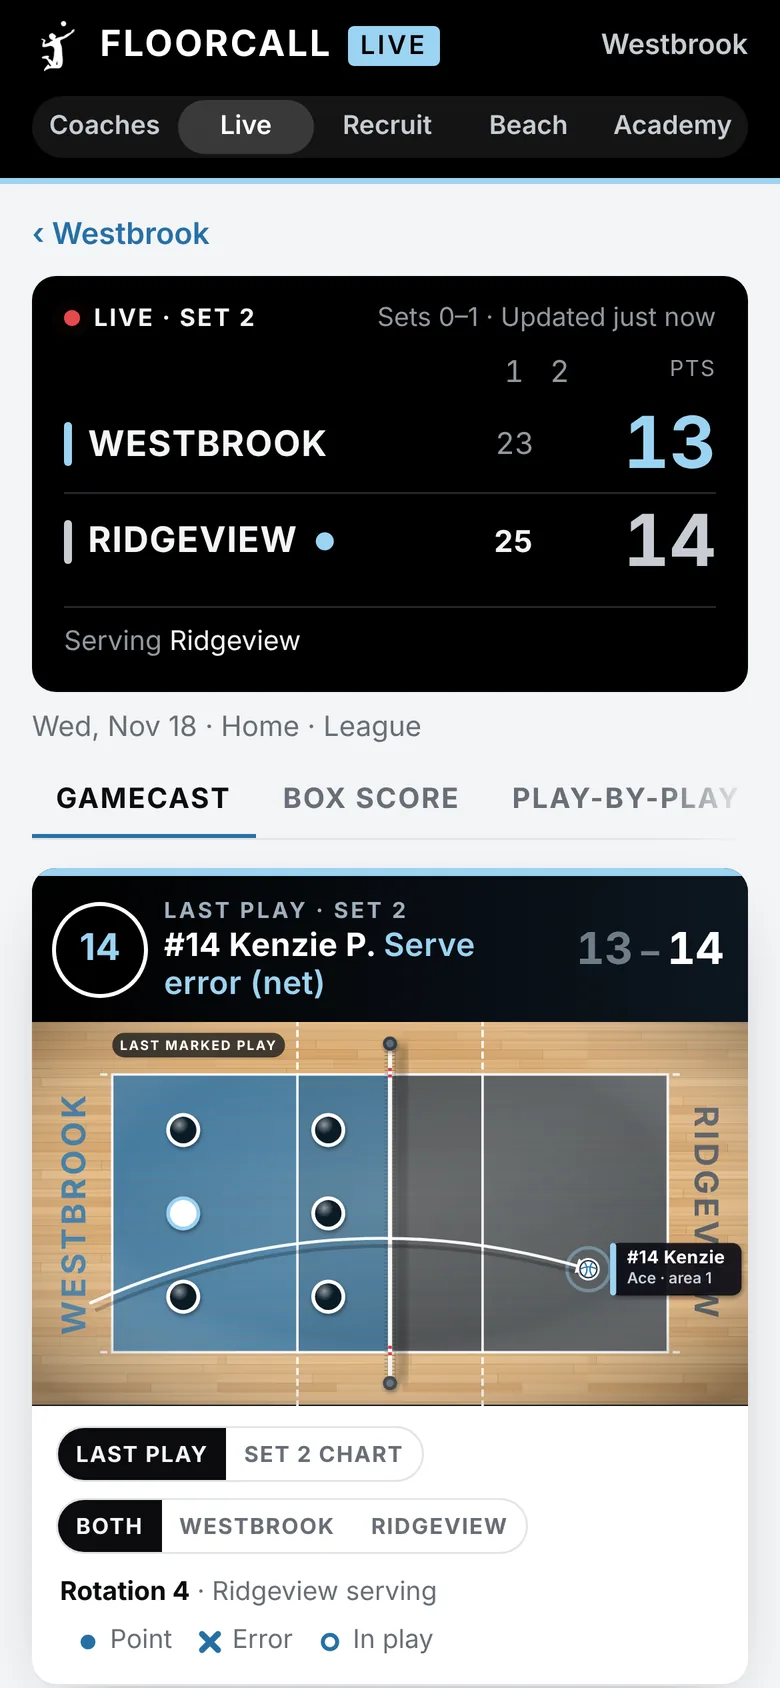 FLOORCALL LIVE
Westbrook
Coaches Live Recruit Beach Academy
‹ Westbrook
LIVE · SET 2
Sets 0–1 · Updated just now
1 2 PTS
WESTBROOK 23 13
RIDGEVIEW 25 14
Serving Ridgeview
Wed, Nov 18 · Home · League
GAMECAST BOX SCORE PLAY-BY-PLAY
14
LAST PLAY · SET 2
#14 Kenzie P. Serve
error (net)
13 – 14
LAST MARKED PLAY
WESTBROOK
RIDGEV
W
#14 Kenzie
Ace · area 1
LAST PLAY SET 2 CHART
BOTH WESTBROOK RIDGEVIEW
Rotation 4 · Ridgeview serving
Point Error In play